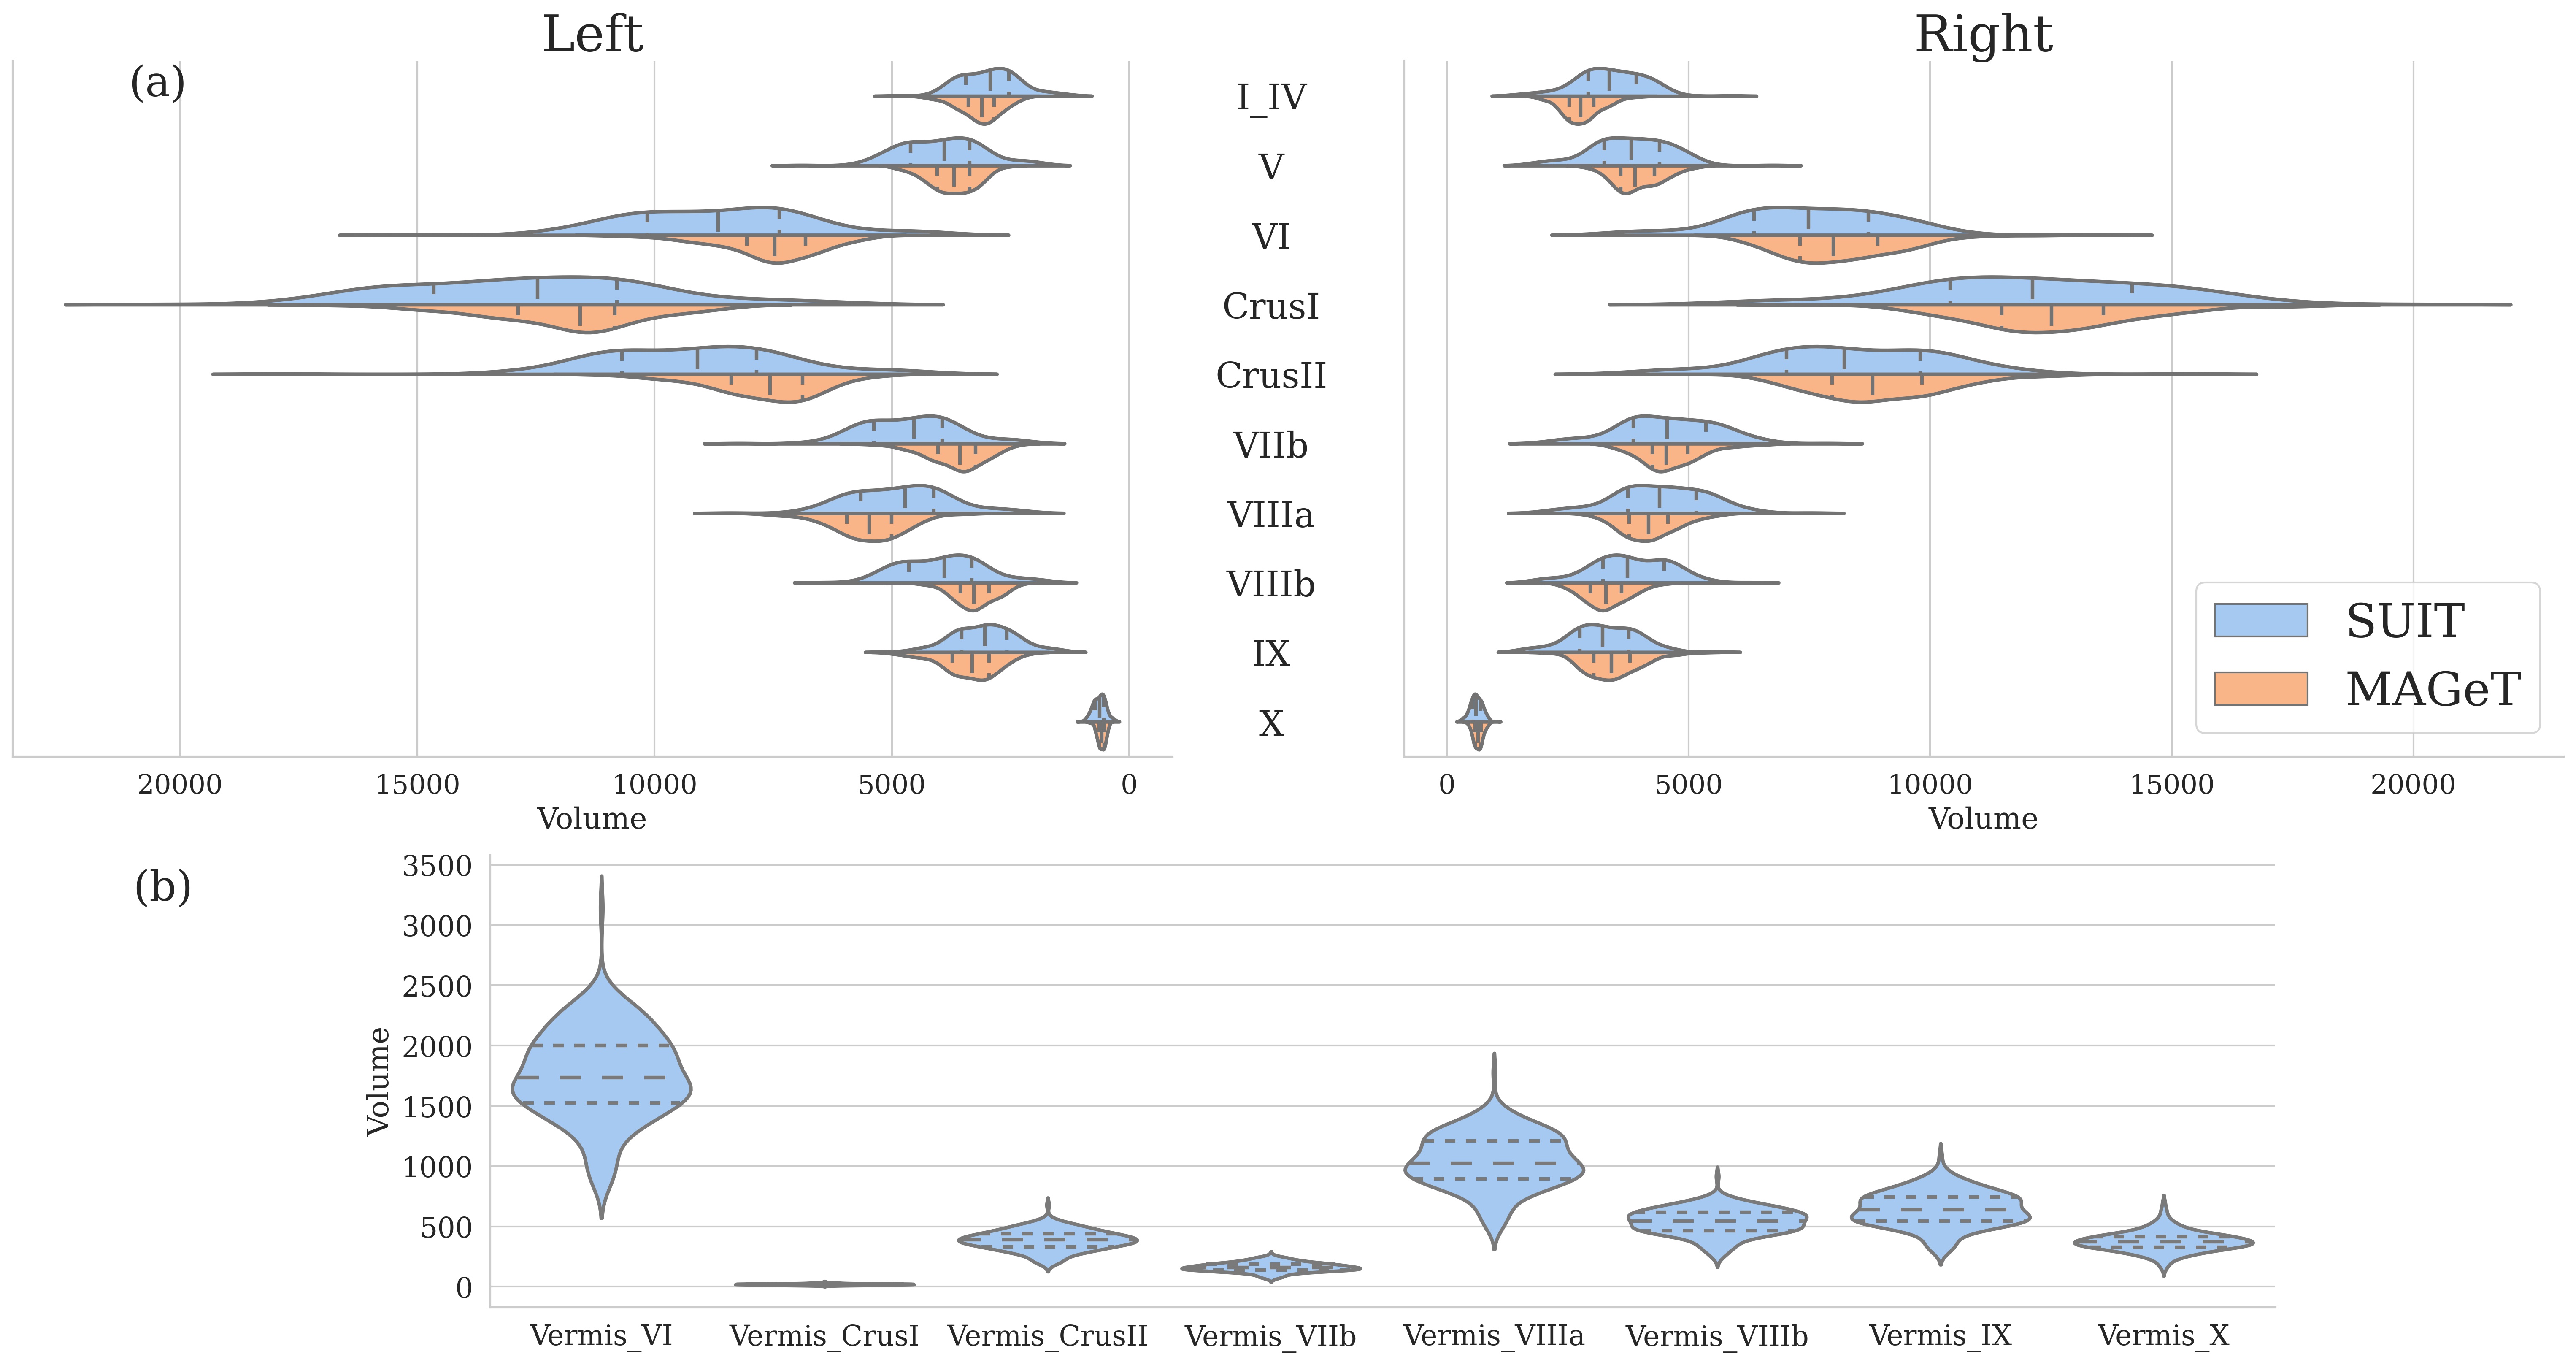 Left
Right
(a)
I_IV
V
VI
CrusI
CrusII
VIIb
VIIIa
VIIIb
IX
X
SUIT
MAGeT
20000 15000 10000 5000 0
Volume
0 5000 10000 15000 20000
Volume
(b)
Volume
3500
3000
2500
2000
1500
1000
500
0
Vermis_VI Vermis_CrusI Vermis_CrusII Vermis_VIIb Vermis_VIIIa Vermis_VIIIb Vermis_IX Vermis_X